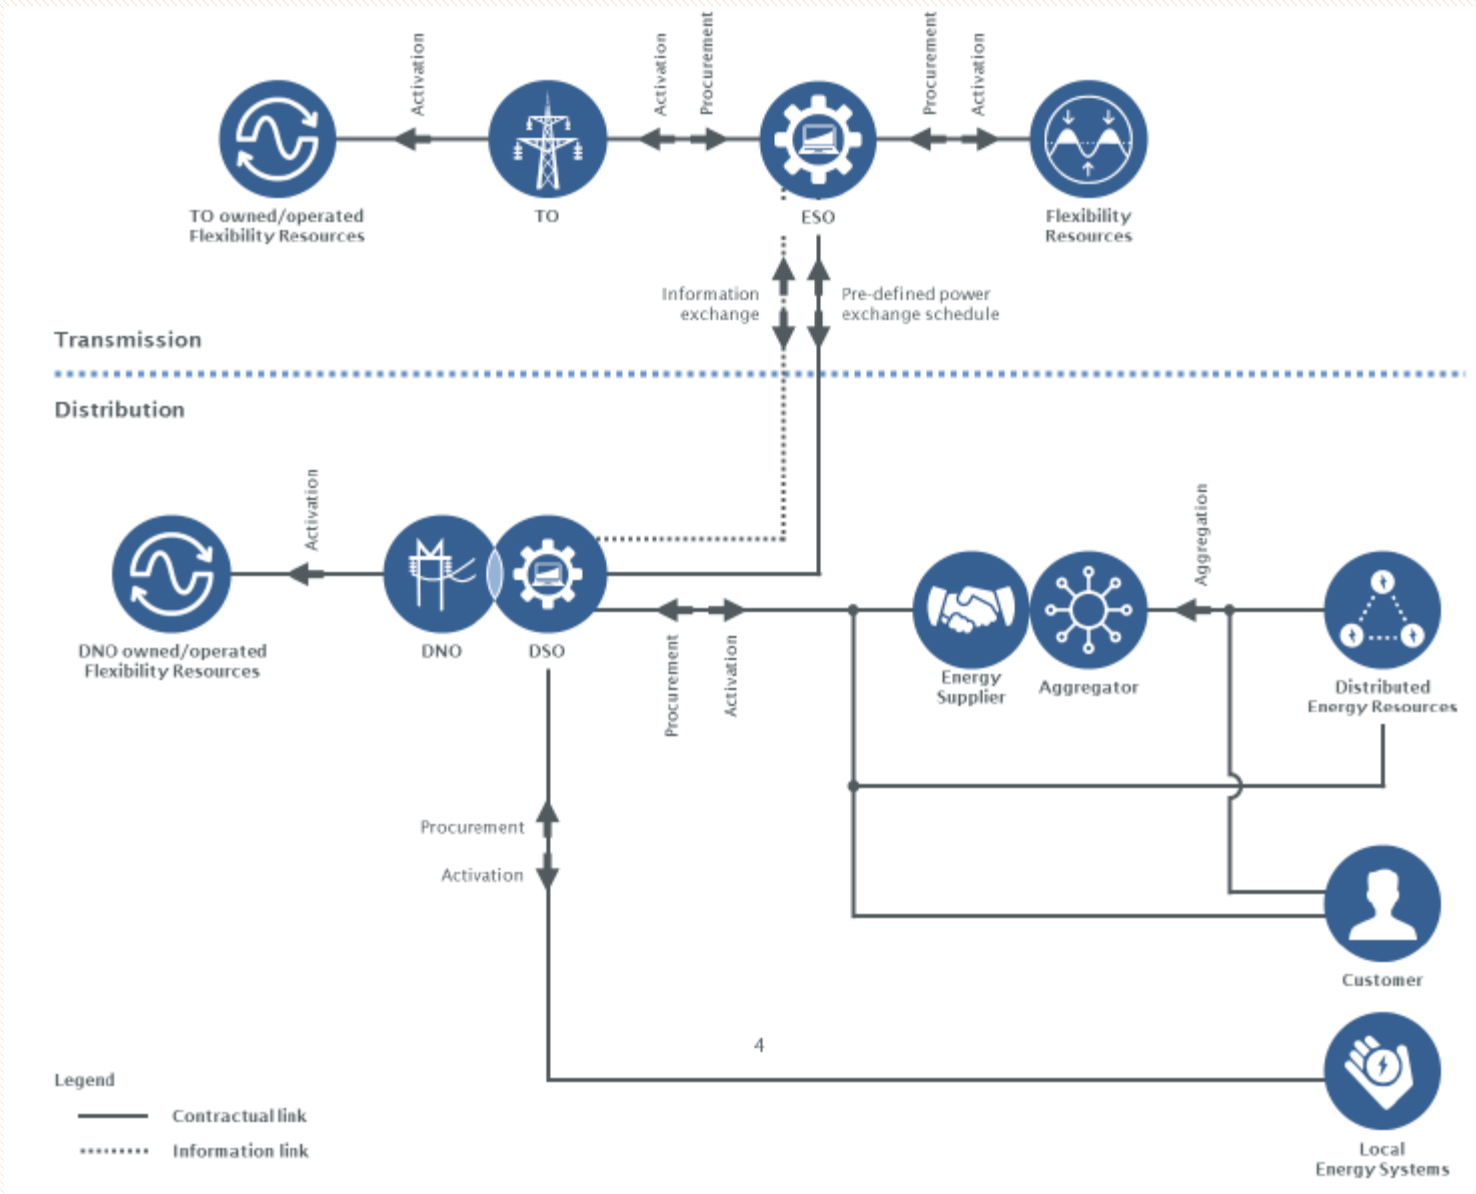 Activation
Activation
Procurement
Procurement
Activation
TO owned/operated
Flexibility Resources
TO
ESO
Flexibility
Resources
Information
exchange
Pre-defined power
exchange schedule
Transmission
Distribution
Activation
Aggregation
DNO owned/operated
Flexibility Resources
DNO
DSO
Procurement
Activation
Energy
Supplier
Aggregator
Distributed
Energy Resources
Procurement
Activation
Customer
4
Legend
Contractual link
Information link
Local
Energy Systems